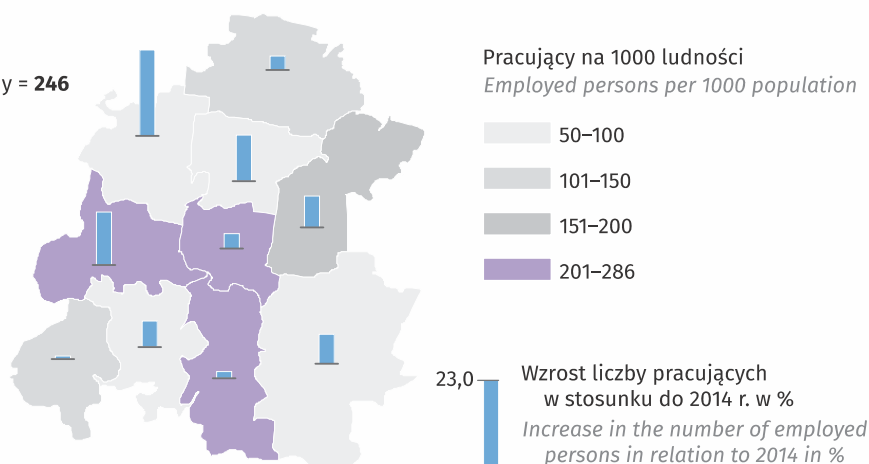 y = 246
Pracujący na 1000 ludności
Employed persons per 1000 population
50–100
101–150
151–200
201–286
23,0
Wzrost liczby pracujących
w stosunku do 2014 r. w %
Increase in the number of employed
persons in relation to 2014 in %